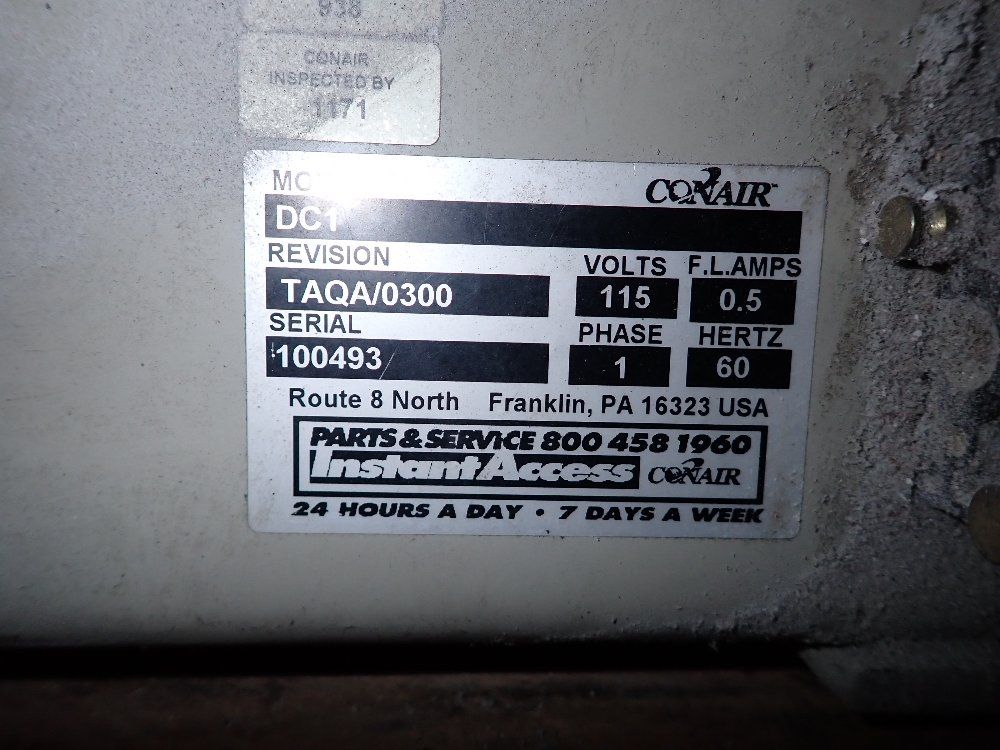 938
CONAIR
INSPECTED BY
1171
CONAIR
DC1
REVISION
VOLTS F.L.AMPS
TAQA/0300 115 0.5
SERIAL PHASE HERTZ
100493 1 60
Route 8 North Franklin, PA 16323 USA
PARTS & SERVICE 800 458 1960
Instant Access CONAIR
24 HOURS A DAY • 7 DAYS A WEEK